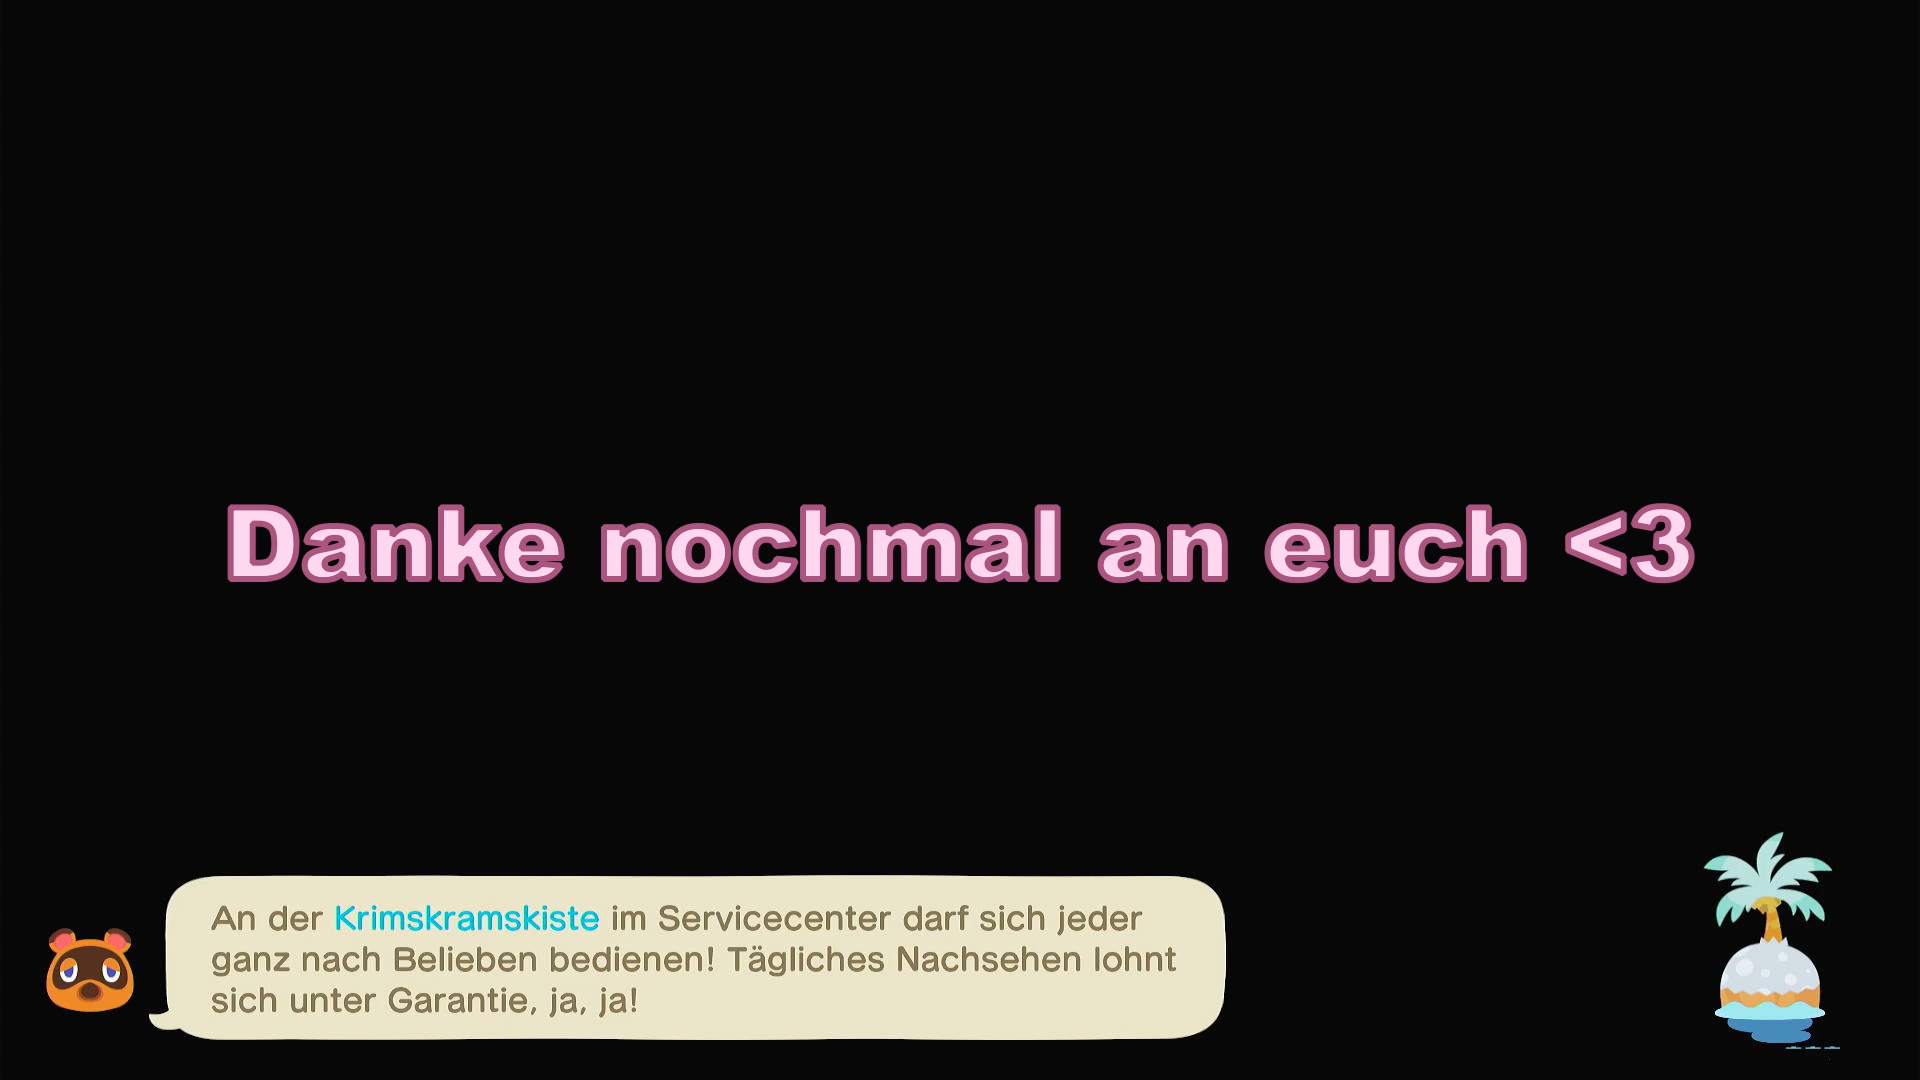 Danke nochmal an euch <3
An der Krimskramskiste im Servicecenter darf sich jeder
ganz nach Belieben bedienen! Tägliches Nachsehen lohnt
sich unter Garantie, ja, ja!